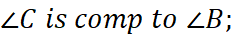 ∠C is comp to ∠B;